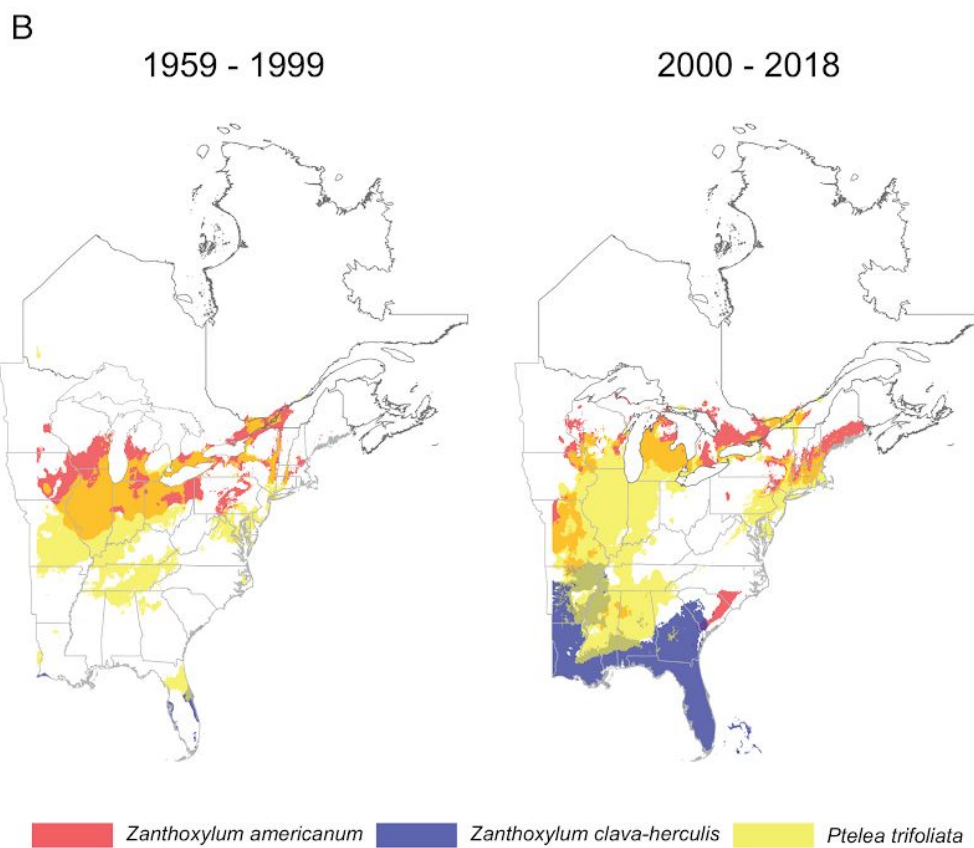 B
1959 - 1999
2000 - 2018
Zanthoxylum americanum
Zanthoxylum clava-herculis
Ptelea trifoliata